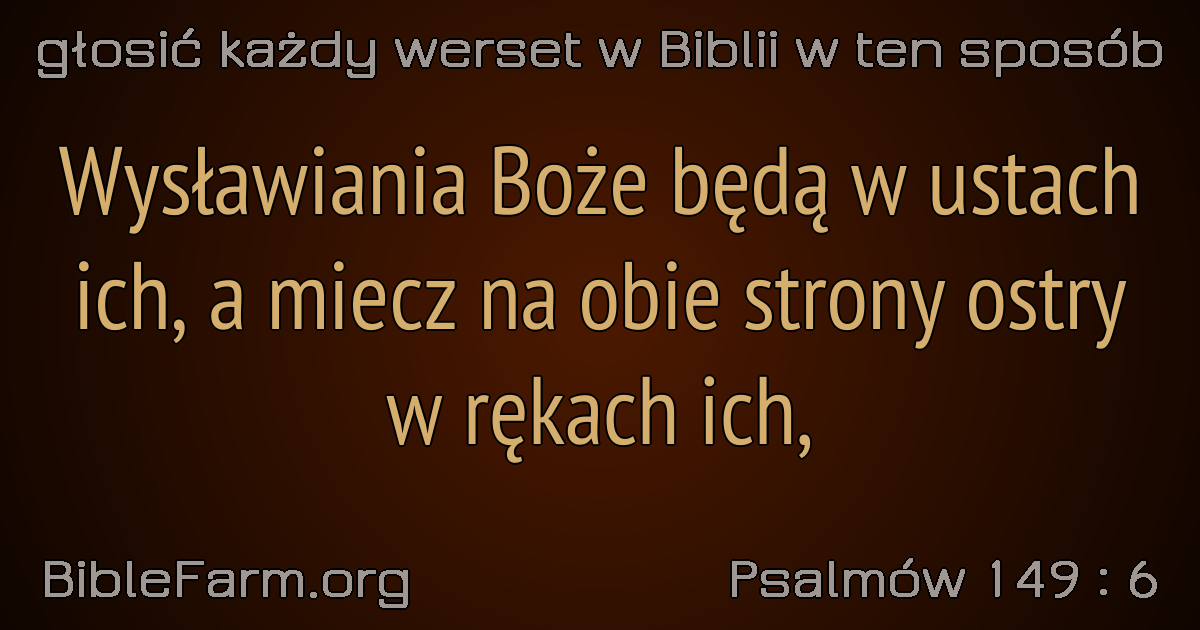 głosić każdy werset w Biblii w ten sposób
Wysławiania Boże będą w ustach
ich, a miecz na obie strony ostry
w rękach ich,
BibleFarm.org
Psalmów 149 : 6